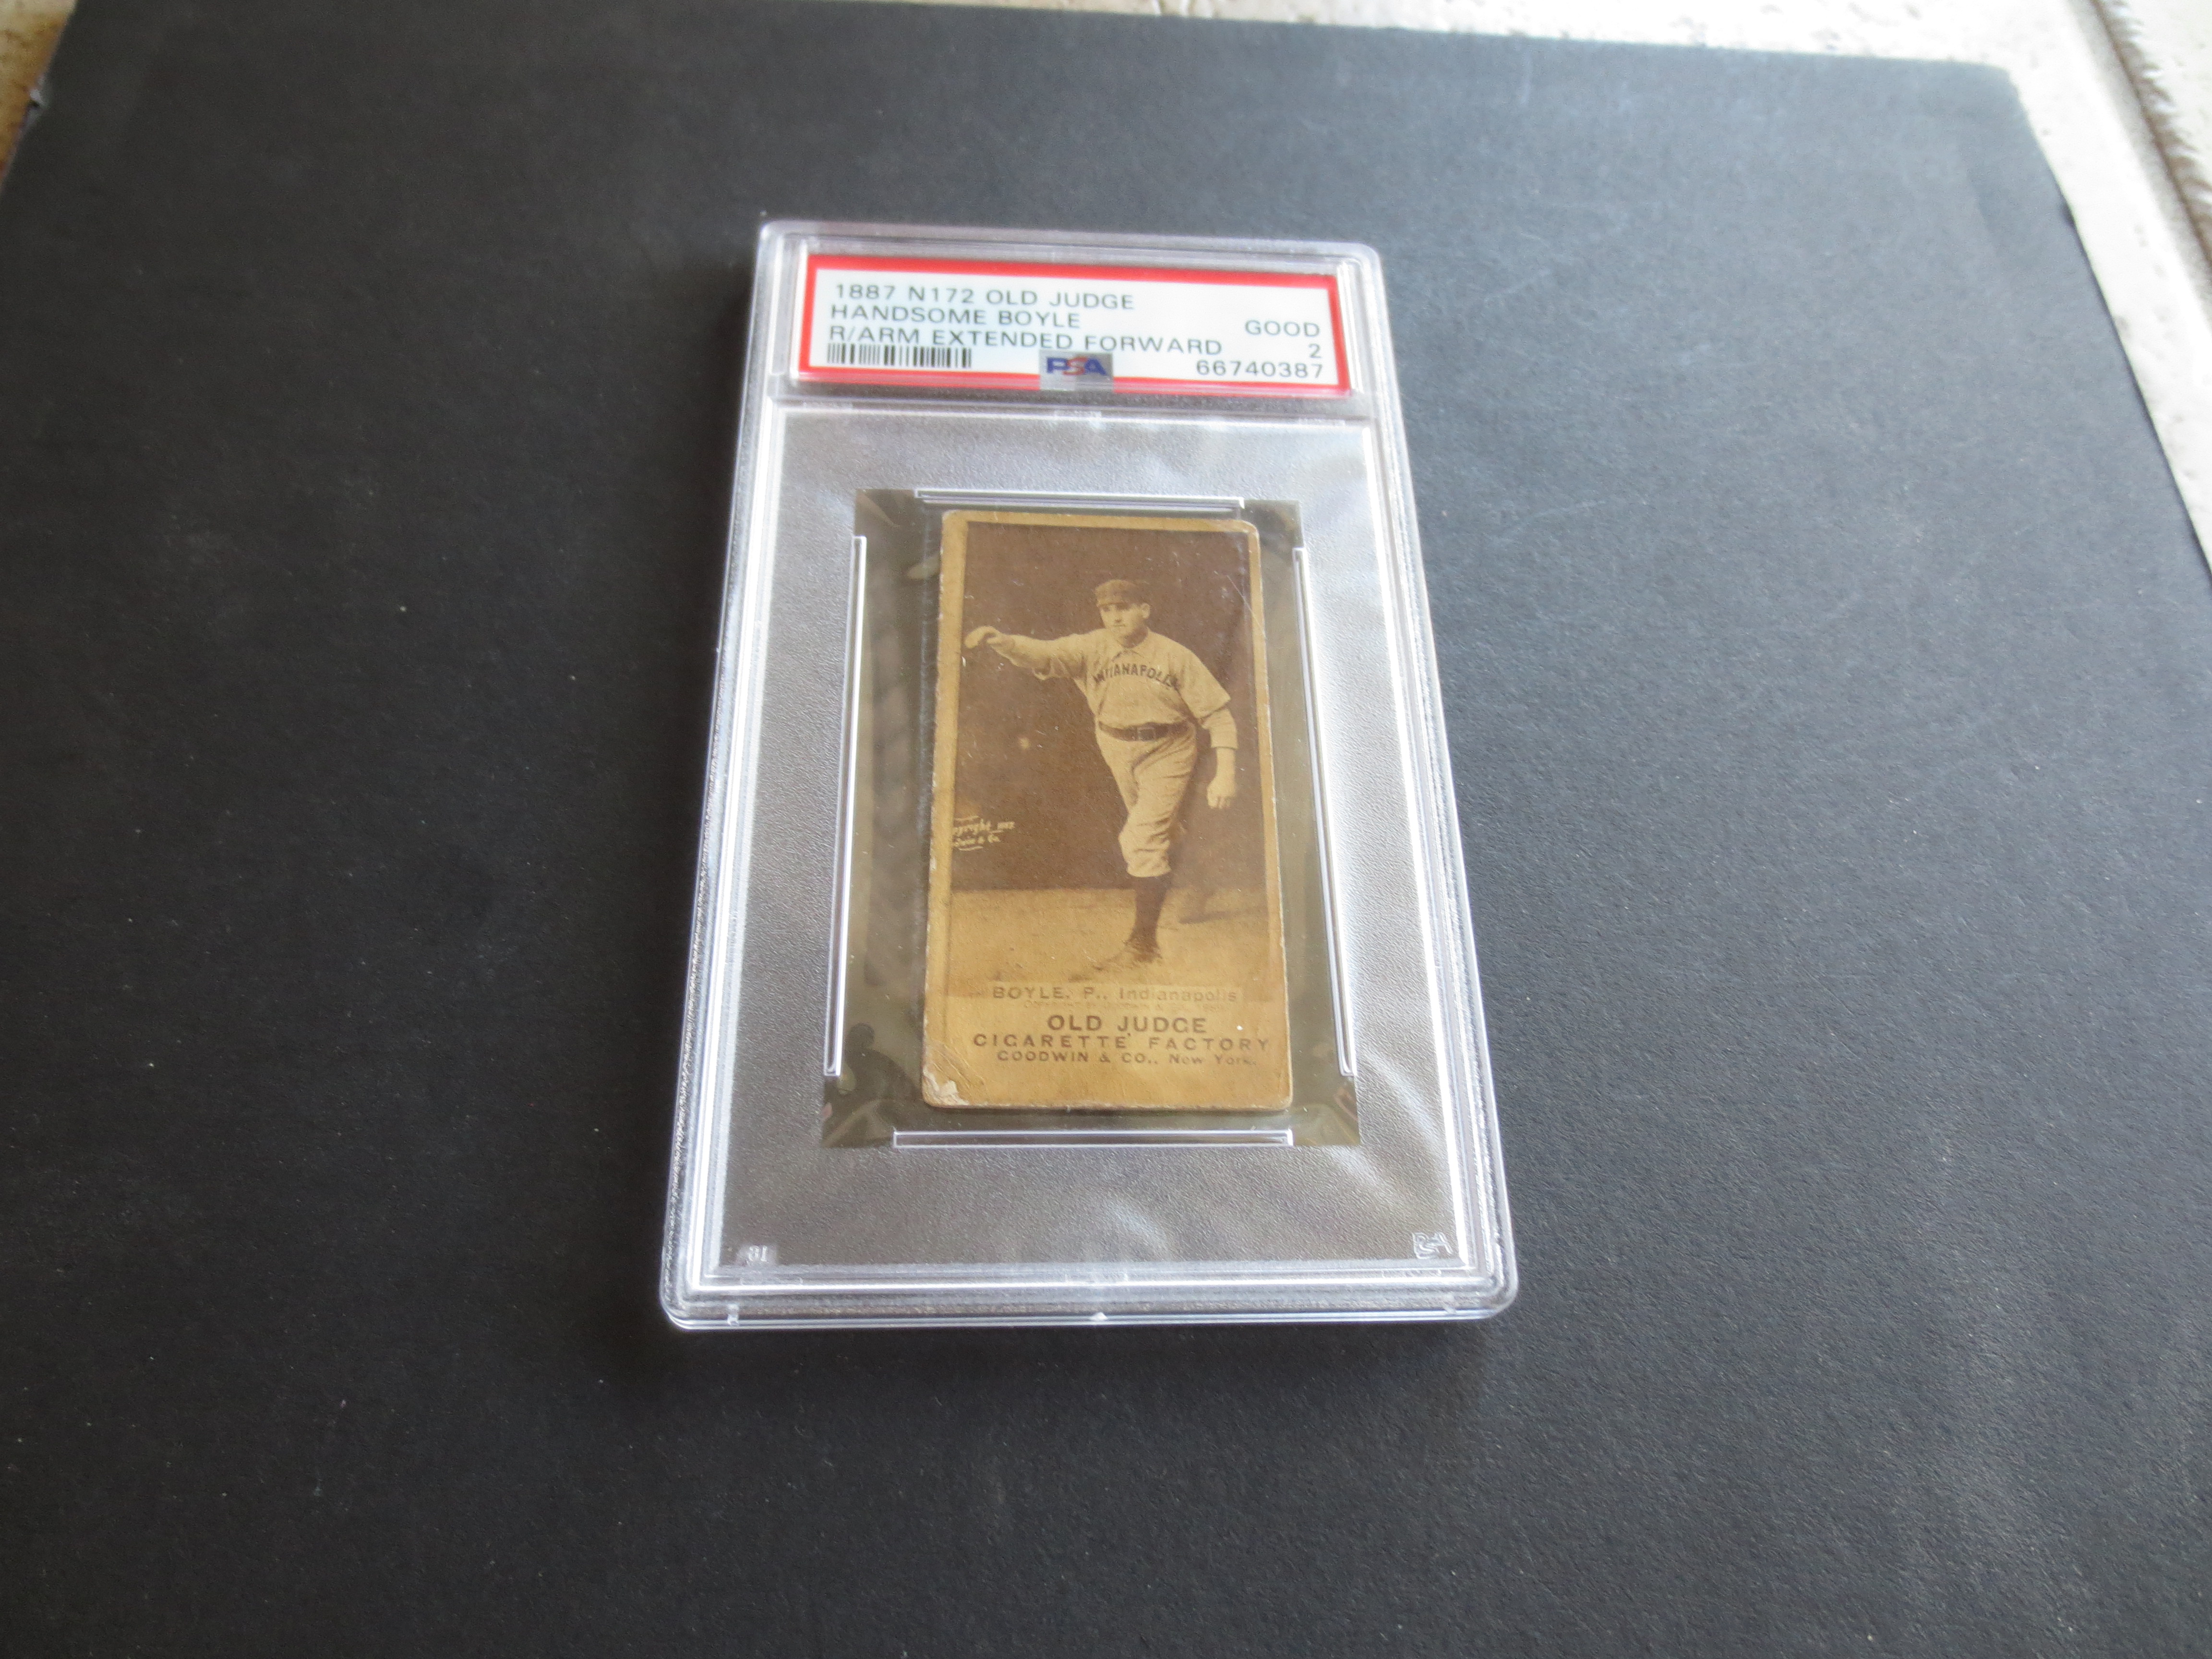 1887 N172 OLD JUDGE
HANDSOME BOYLE
R/ARM EXTENDED FORWARD
GOOD
2
PSA
66740387
INDIANAPOLIS
BOYLE, P., Indianapolis
OLD JUDGE
CIGARETTE FACTORY
GOODWIN & CO., New York.
PSA